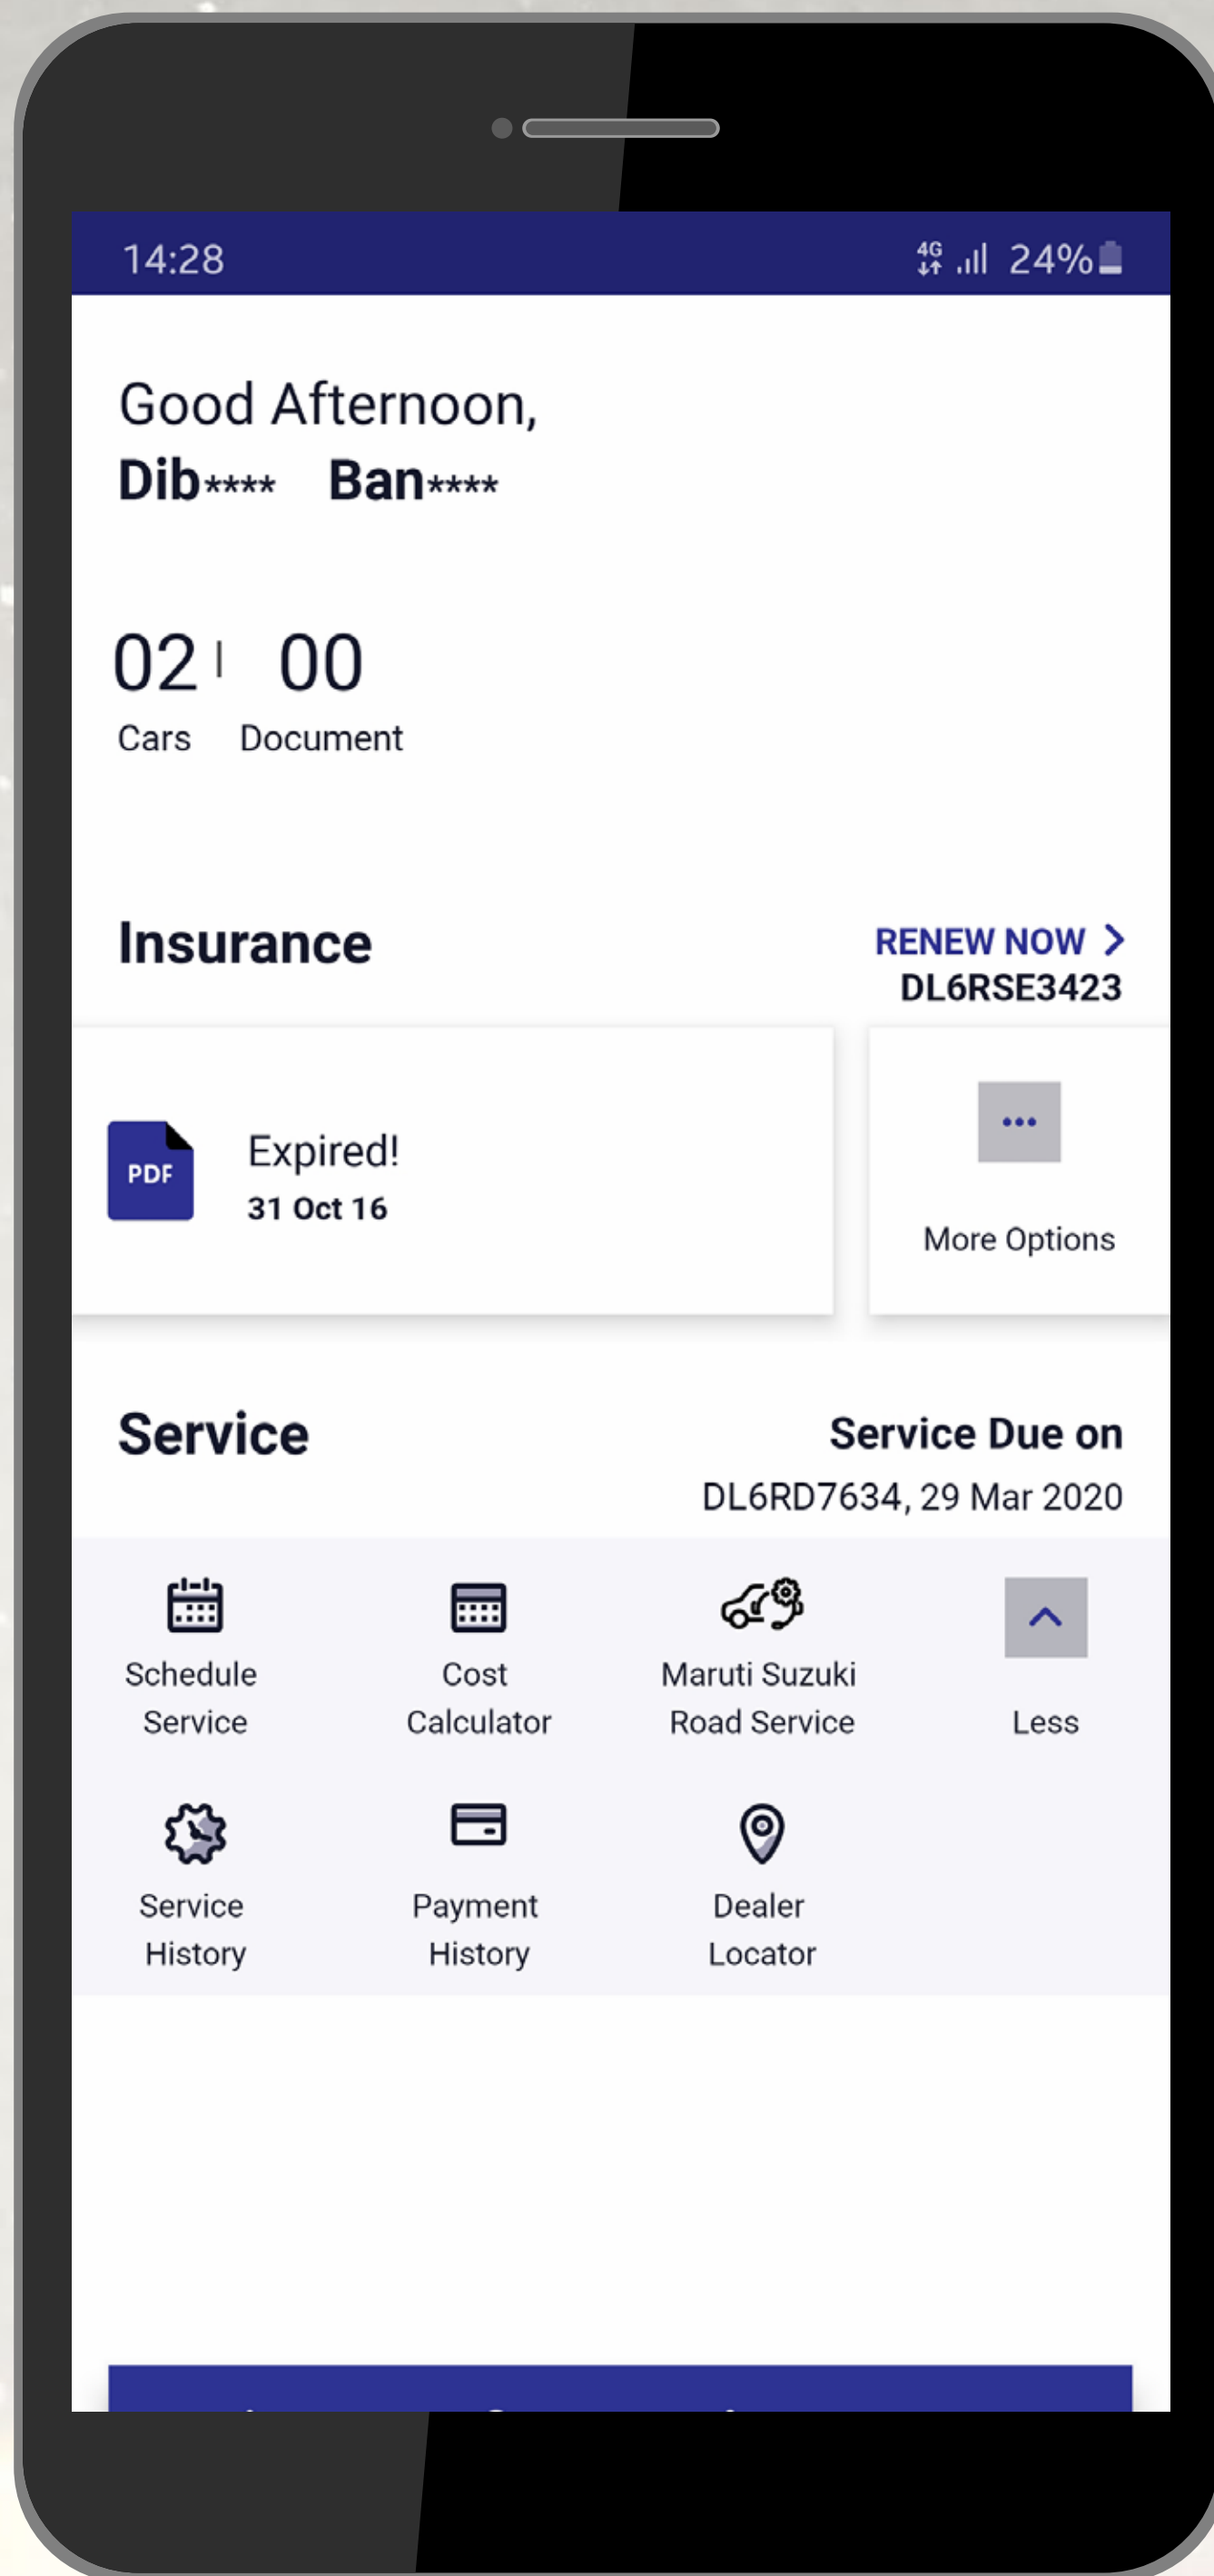 14:28 4G 24%
Good Afternoon,
Dib**** Ban****
02 | 00
Cars Document
Insurance RENEW NOW >
DL6RSE3423
PDF Expired!
31 Oct 16
More Options
Service Service Due on
DL6RD7634, 29 Mar 2020
Schedule Service
Cost Calculator
Maruti Suzuki Road Service
Less
Service History
Payment History
Dealer Locator